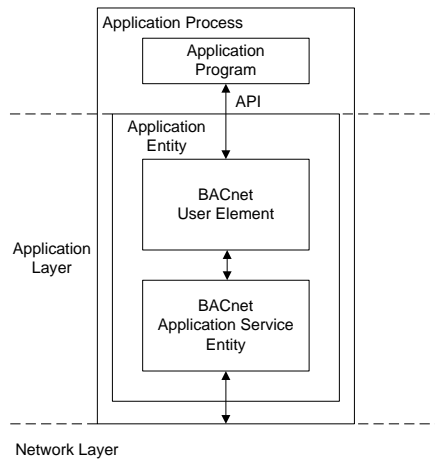 Application Process
Application
Program
API
Application
Entity
BACnet
User Element
Application
Layer
BACnet
Application Service
Entity
Network Layer